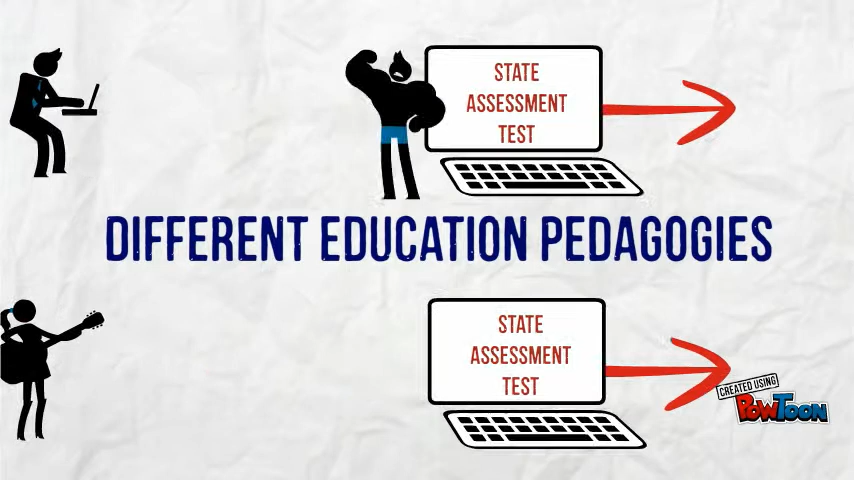 STATE
ASSESSMENT
TEST
DIFFERENT EDUCATION PEDAGOGIES
STATE
ASSESSMENT
TEST
CREATED USING
POWTOON